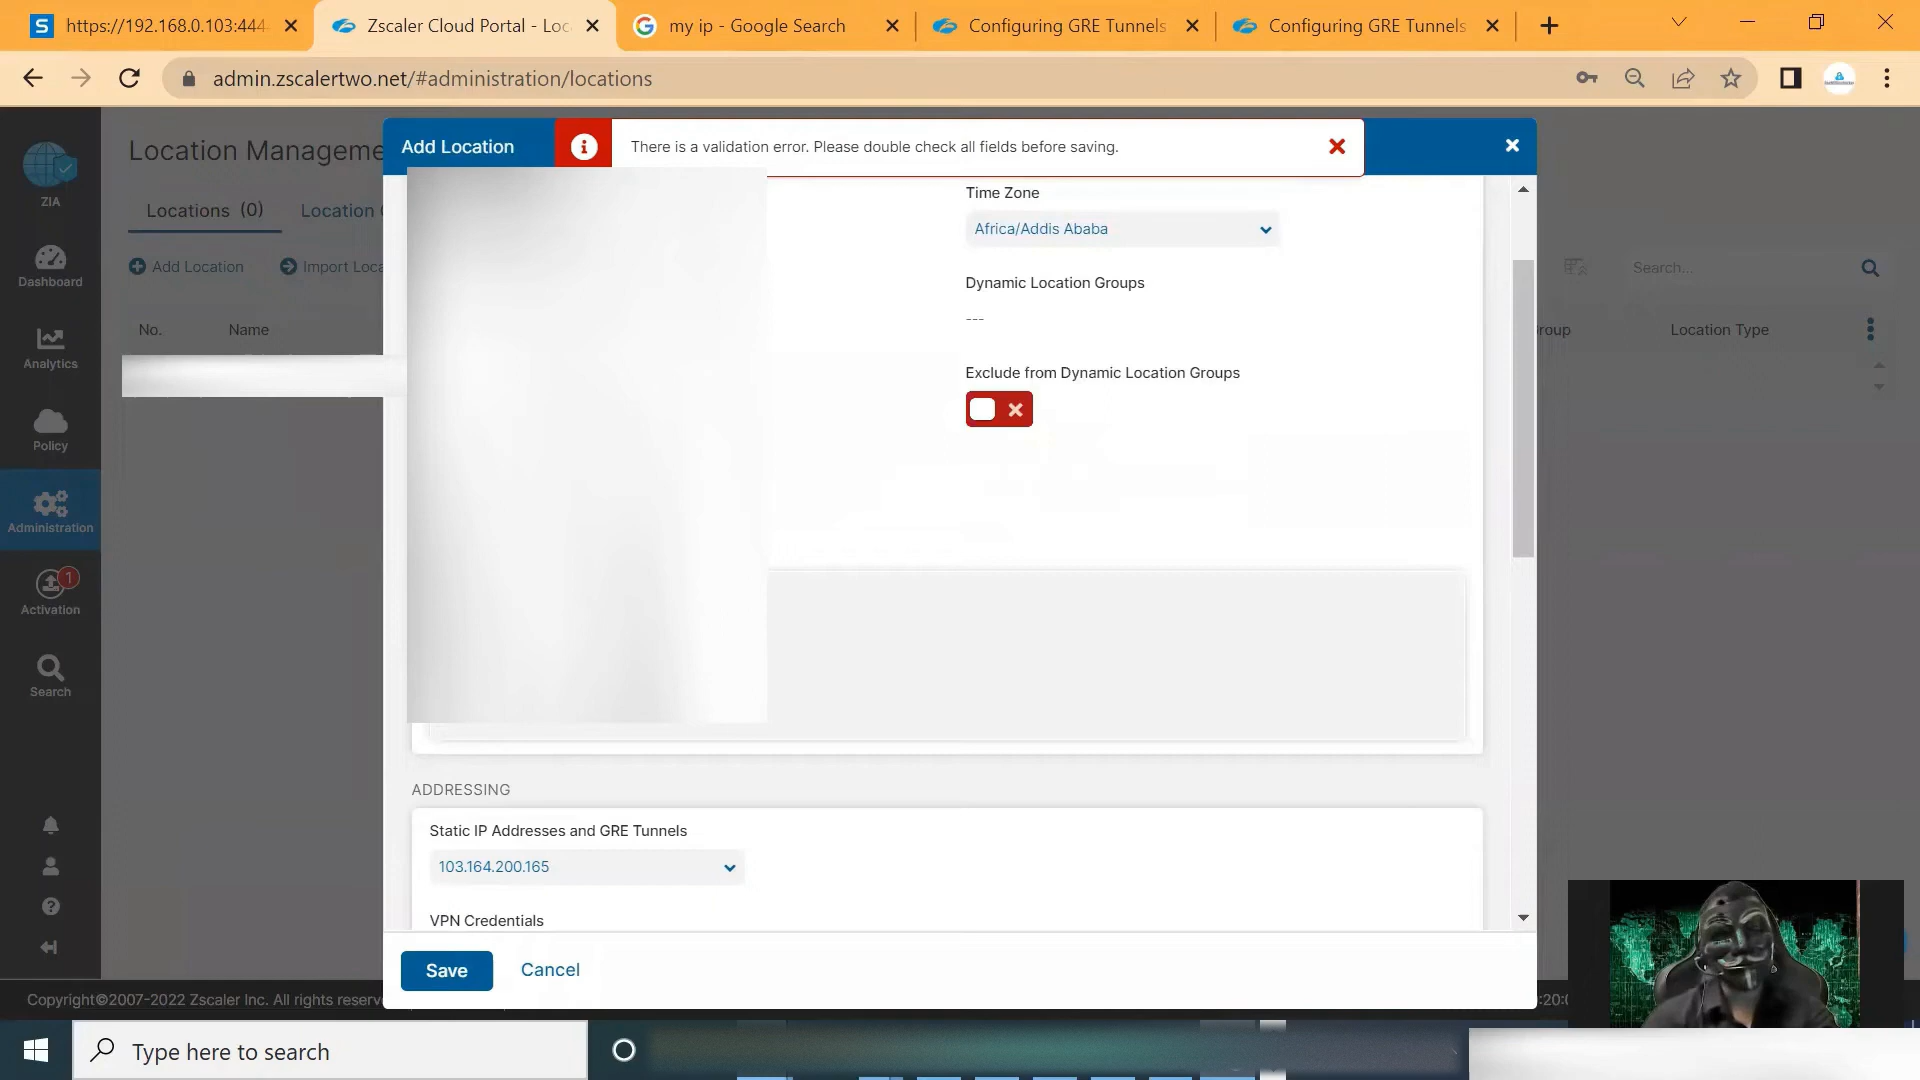 S https://192.168.0.103:444
Zscaler Cloud Portal - Loc
my ip - Google Search
Configuring GRE Tunnels
Configuring GRE Tunnels
admin.zscalertwo.net/#administration/locations
ZIA
Dashboard
Analytics
Policy
Administration
1
Activation
Search
Location Manageme
Locations (0)
Location
Add Location
Import Loca
Search...
No.
Name
roup
Location Type
Add Location
There is a validation error. Please double check all fields before saving.
Time Zone
Africa/Addis Ababa
Dynamic Location Groups
---
Exclude from Dynamic Location Groups
ADDRESSING
Static IP Addresses and GRE Tunnels
103.164.200.165
VPN Credentials
Save
Cancel
Copyright©2007-2022 Zscaler Inc. All rights reserve
:20:0
Type here to search